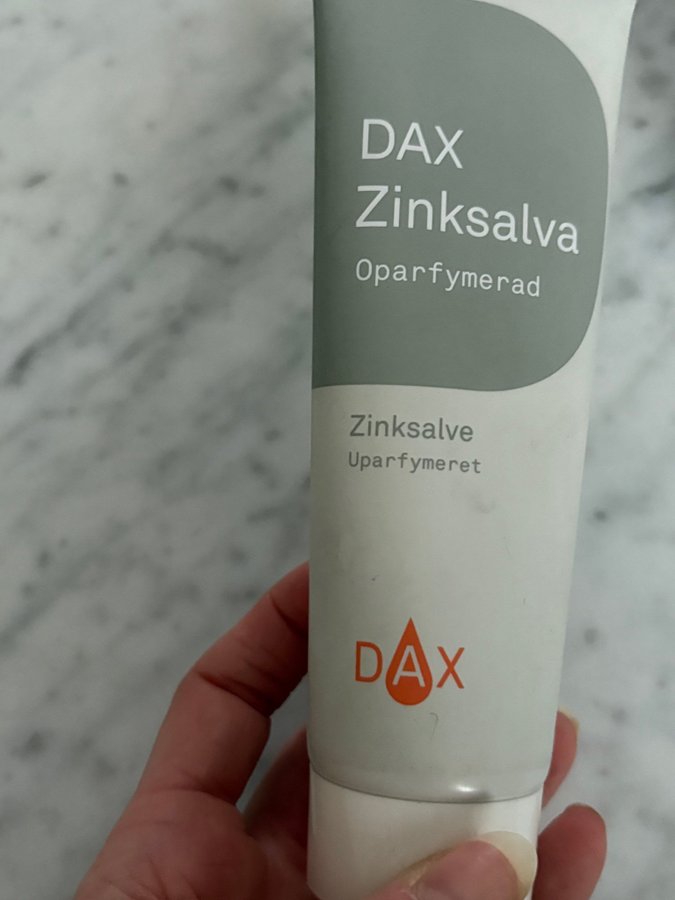 DAX
Zinksalva
Oparfymerad
Zinksalve
Uparfymeret
DAX